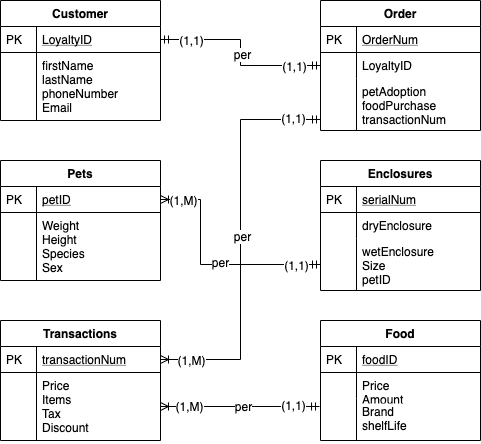 Customer
PK LoyaltyID
firstName
lastName
phoneNumber
Email
(1,1)
per
(1,1)
Order
PK OrderNum
LoyaltyID
petAdoption
foodPurchase
transactionNum
(1,1)
Pets
PK petID
Weight
Height
Species
Sex
(1,M)
per
per
(1,1)
Enclosures
PK serialNum
dryEnclosure
wetEnclosure
Size
petID
Transactions
PK transactionNum
Price
Items
Tax
Discount
(1,M)
(1,M)
per
(1,1)
Food
PK foodID
Price
Amount
Brand
shelfLife